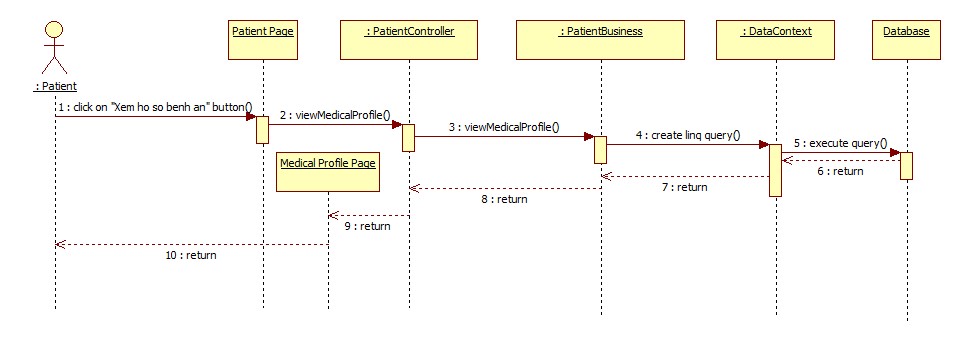 Patient Page
: PatientController
: PatientBusiness
: DataContext
Database
: Patient
1 : click on "Xem ho so benh an" button()
2 : viewMedicalProfile()
3 : viewMedicalProfile()
4 : create linq query()
5 : execute query()
Medical Profile Page
6 : return
7 : return
8 : return
9 : return
10 : return